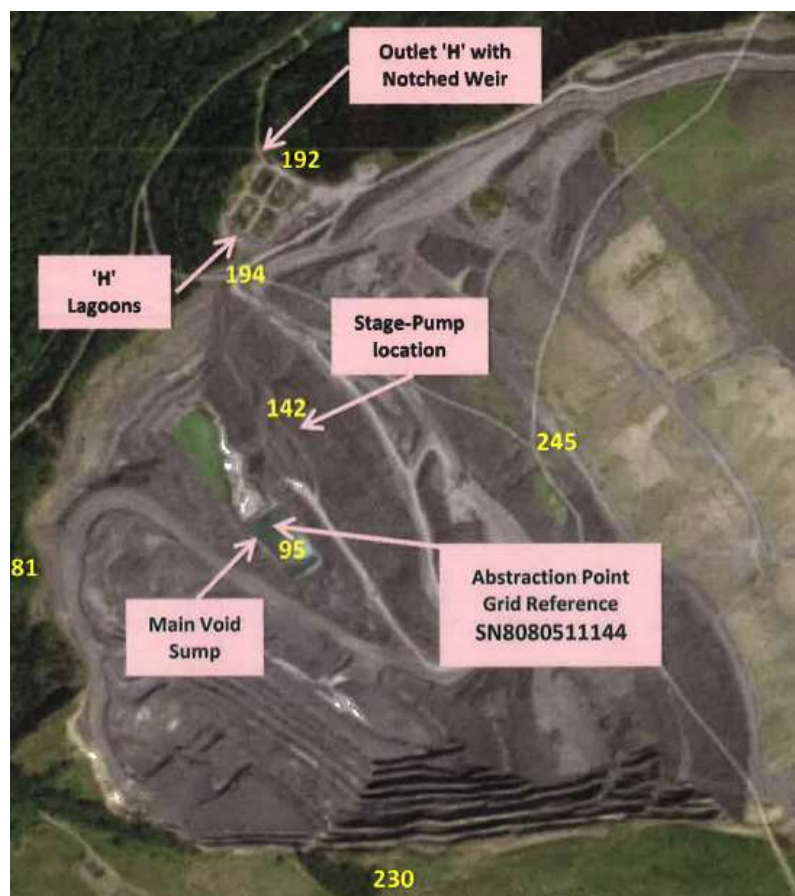 Outlet 'H' with
Notched Weir
192
'H'
Lagoons
194
Stage-Pump
location
142
245
95
81
Main Void
Sump
Abstraction Point
Grid Reference
SN8080511144
230